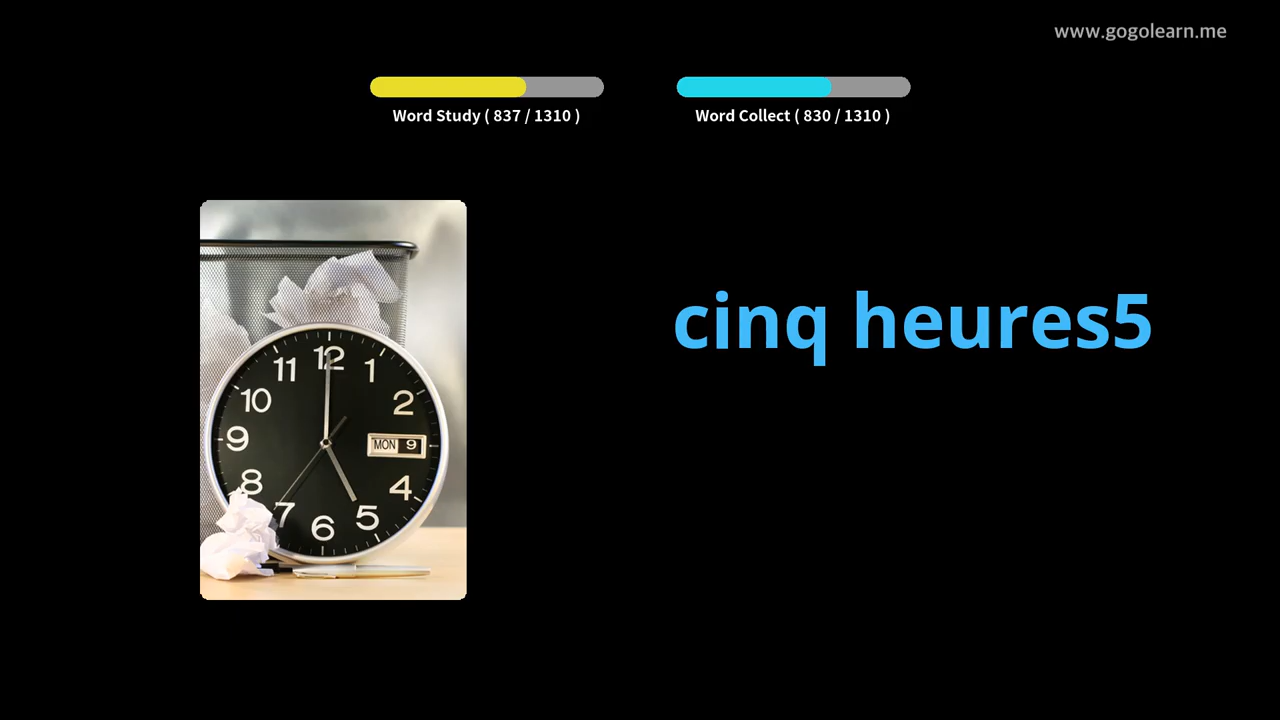 www.gogolearn.me
Word Study ( 837 / 1310 )
Word Collect ( 830 / 1310 )
cinq heures5
12
11
1
10
2
9
MON 9
8
4
7
5
6